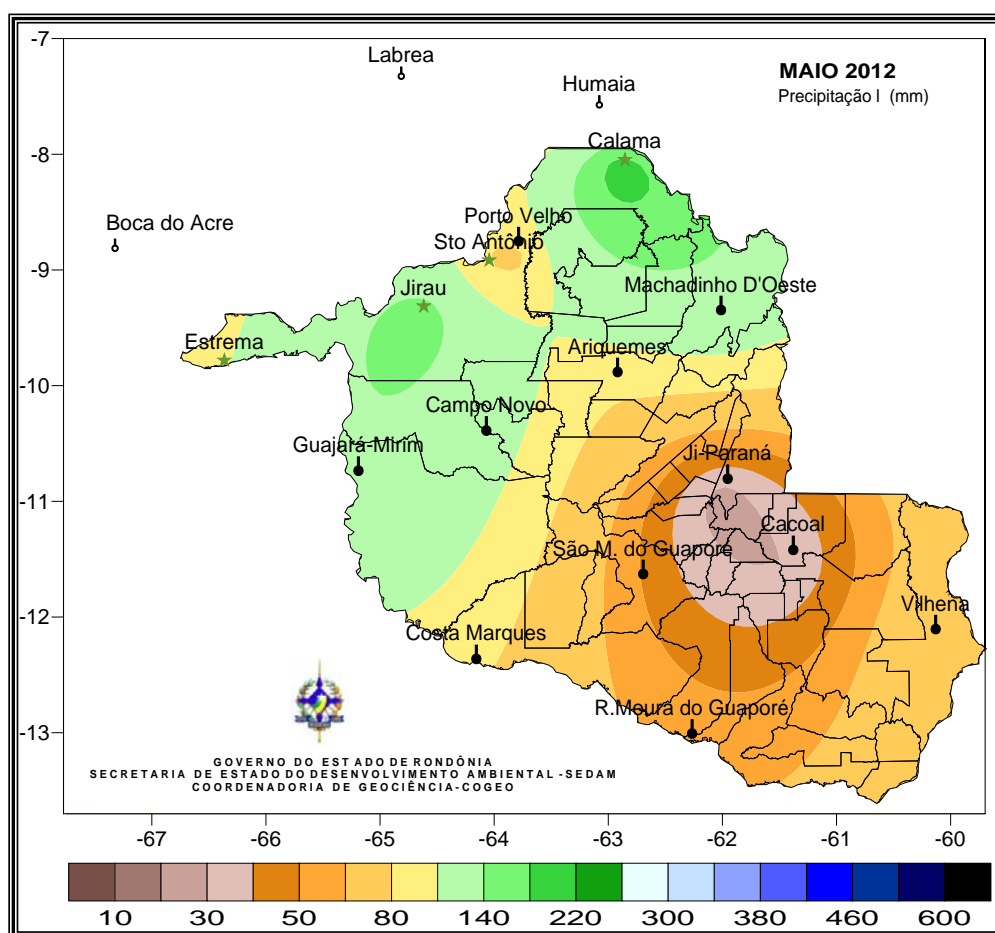 MAIO 2012
Precipitação l (mm)
-7
-8
-9
-10
-11
-12
-13
Labrea
Humaia
Calama
Boca do Acre
Porto Velho
Sto Antônio
Machadinho D'Oeste
Jirau
Estrema
Ariquemes
Campo Novo
Guajará-Mirim
Ji-Paraná
Cacoal
São M. do Guaporé
Vilhena
Costa Marques
R.Moura do Guaporé
GOVERNO DO ESTADO DE RONDÔNIA
SECRETARIA DE ESTADO DO DESENVOLVIMENTO AMBIENTAL -SEDAM
COORDENADORIA DE GEOCIÊNCIA-COGEO
-67 -66 -65 -64 -63 -62 -61 -60
10 30 50 80 140 220 300 380 460 600